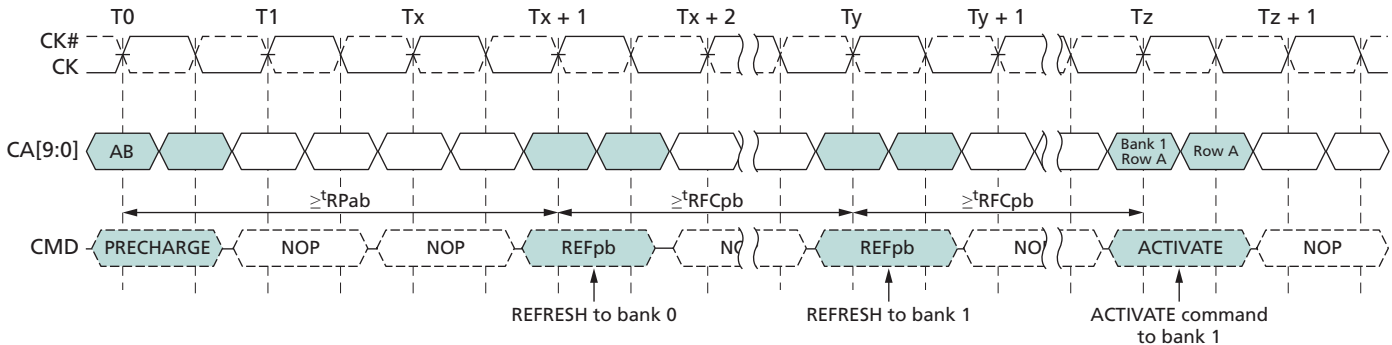 T0 T1 Tx Tx + 1 Tx + 2 Ty Ty + 1 Tz Tz + 1
CK#
CK
CA[9:0] AB Bank 1 Row A
Row A
≥tRPab ≥tRFCpb ≥tRFCpb
CMD PRECHARGE NOP NOP REFpb REFpb ACTIVATE NOP
REFRESH to bank 0 REFRESH to bank 1 ACTIVATE command
to bank 1